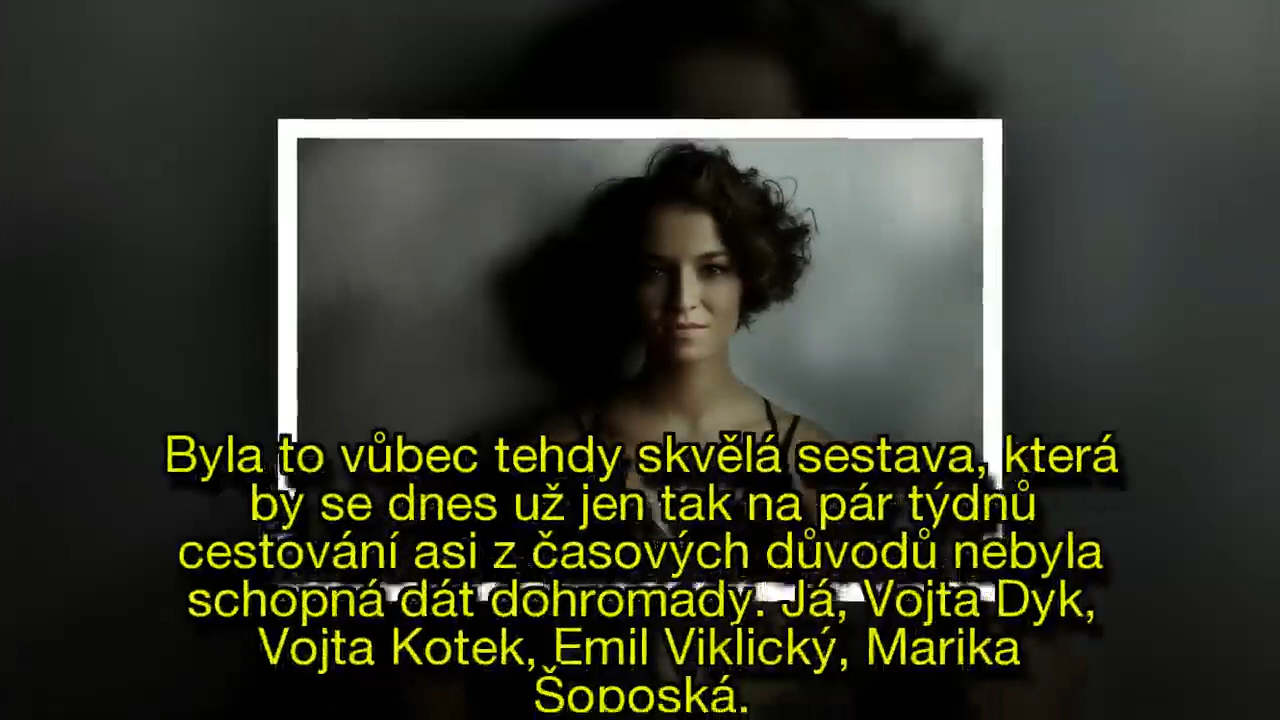 Byla to vůbec tehdy skvělá sestava, která
by se dnes už jen tak na pár týdnů
cestování asi z časových důvodů nebyla
schopná dát dohromady. Já, Vojta Dyk,
Vojta Kotek, Emil Viklický, Marika
Šoposká.